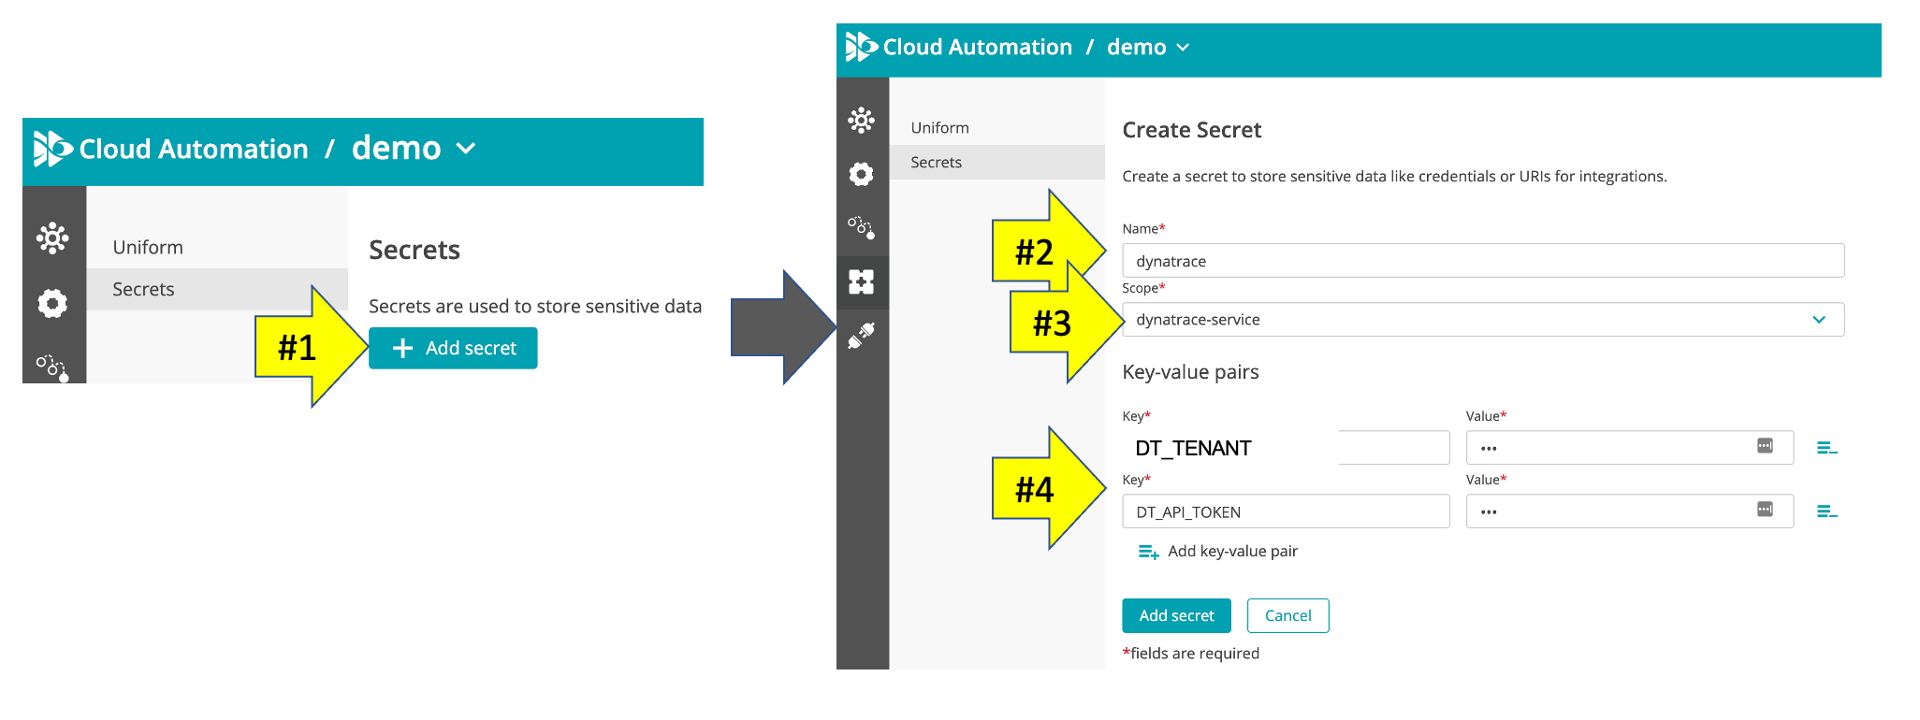 Cloud Automation / demo
Uniform
Secrets
Secrets
Secrets are used to store sensitive data
#1
+ Add secret
Cloud Automation / demo
Uniform
Secrets
Create Secret
Create a secret to store sensitive data like credentials or URIs for integrations.
Name*
#2
dynatrace
Scope*
#3
dynatrace-service
Key-value pairs
Key* Value*
DT_TENANT •••
#4
Key* Value*
DT_API_TOKEN •••
Add key-value pair
Add secret Cancel
*fields are required